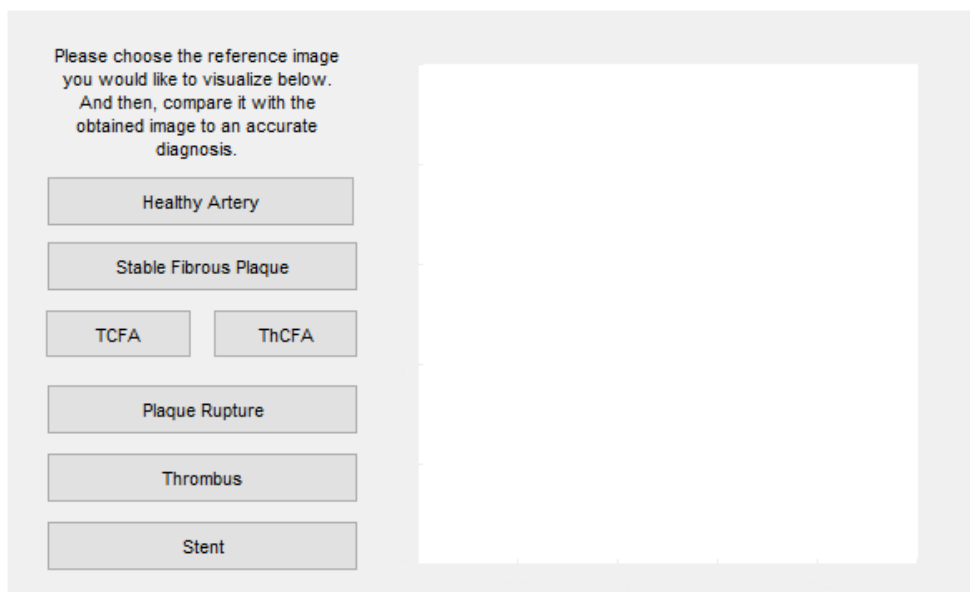 Please choose the reference image
you would like to visualize below.
And then, compare it with the
obtained image to an accurate
diagnosis.
Healthy Artery
Stable Fibrous Plaque
TCFA
ThCFA
Plaque Rupture
Thrombus
Stent